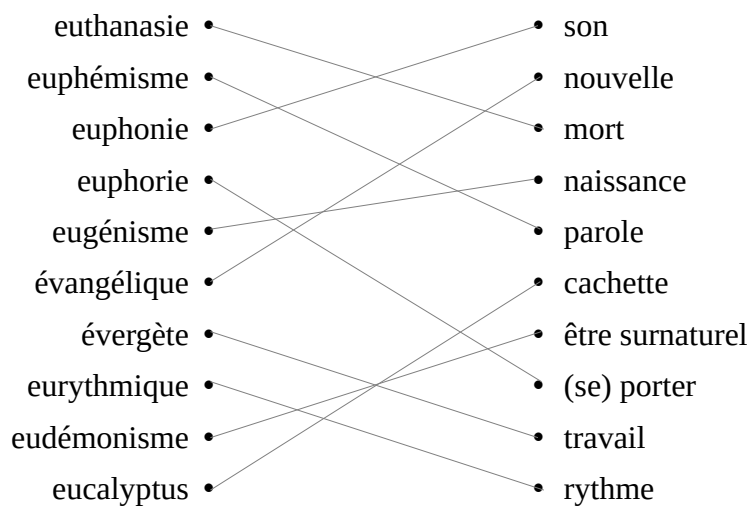 euthanasie son
euphémisme nouvelle
euphonie mort
euphorie naissance
eugénisme parole
évangélique cachette
évergète être surnaturel
eurythmique (se) porter
eudémonisme travail
eucalyptus rythme